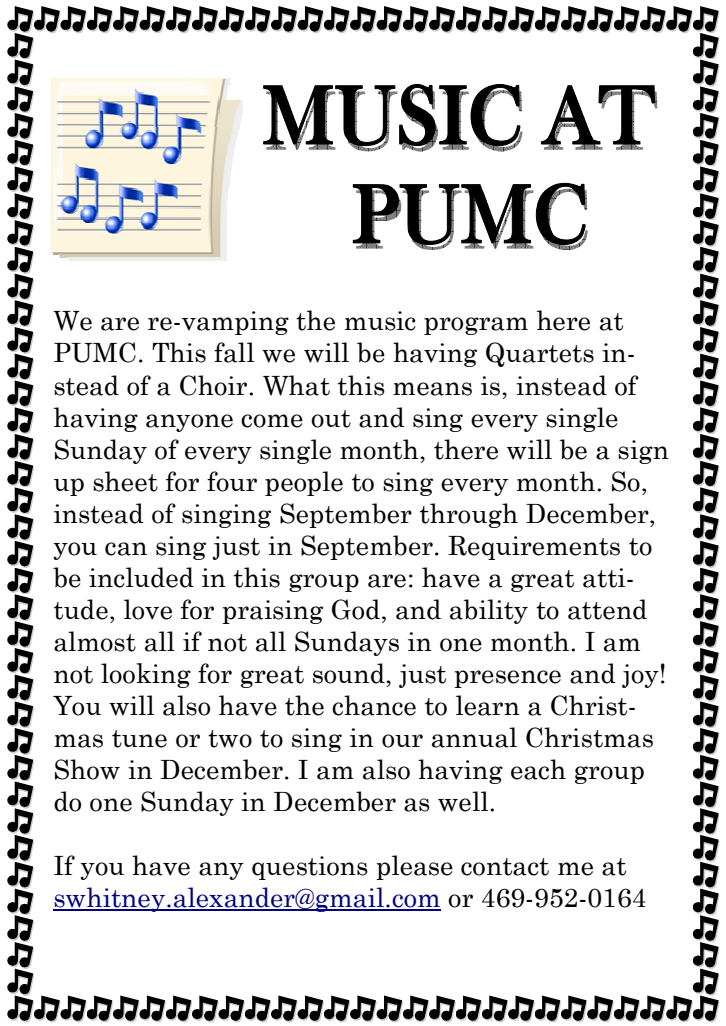 MUSIC AT
PUMC
We are re-vamping the music program here at
PUMC. This fall we will be having Quartets in-
stead of a Choir. What this means is, instead of
having anyone come out and sing every single
Sunday of every single month, there will be a sign
up sheet for four people to sing every month. So,
instead of singing September through December,
you can sing just in September. Requirements to
be included in this group are: have a great atti-
tude, love for praising God, and ability to attend
almost all if not all Sundays in one month. I am
not looking for great sound, just presence and joy!
You will also have the chance to learn a Christ-
mas tune or two to sing in our annual Christmas
Show in December. I am also having each group
do one Sunday in December as well.
If you have any questions please contact me at
swhitney.alexander@gmail.com or 469-952-0164